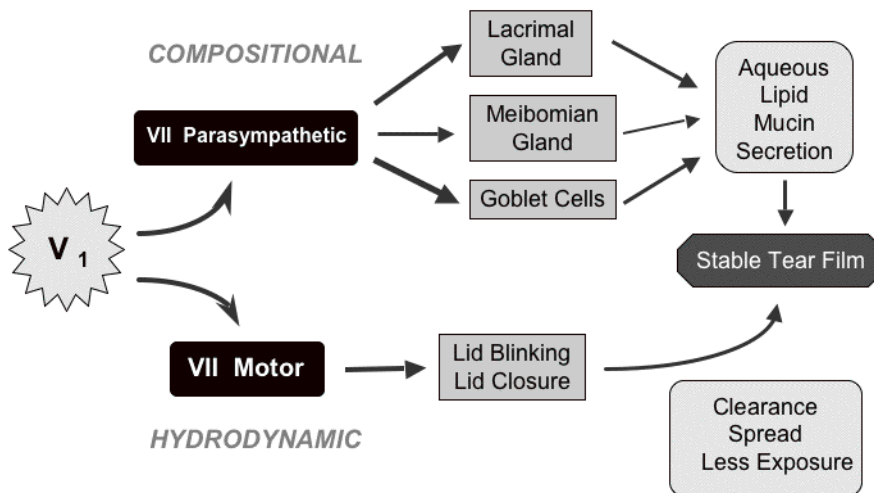 COMPOSITIONAL
Lacrimal
Gland
Aqueous
Lipid
Mucin
Secretion
VII Parasympathetic
Meibomian
Gland
Goblet Cells
V 1
Stable Tear Film
VII Motor
Lid Blinking
Lid Closure
HYDRODYNAMIC
Clearance
Spread
Less Exposure